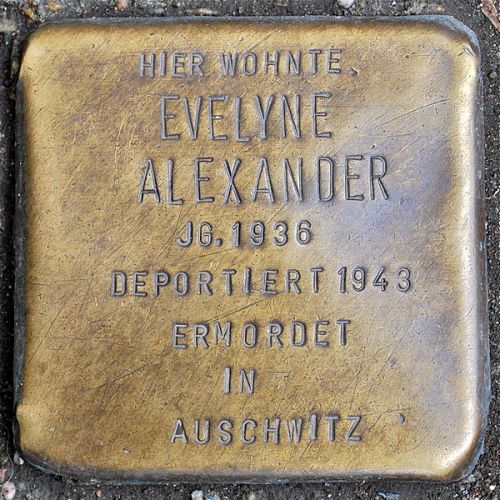 HIER WOHNTE
EVELYNE
ALEXANDER
JG. 1936
DEPORTIERT 1943
ERMORDET
IN
AUSCHWITZ